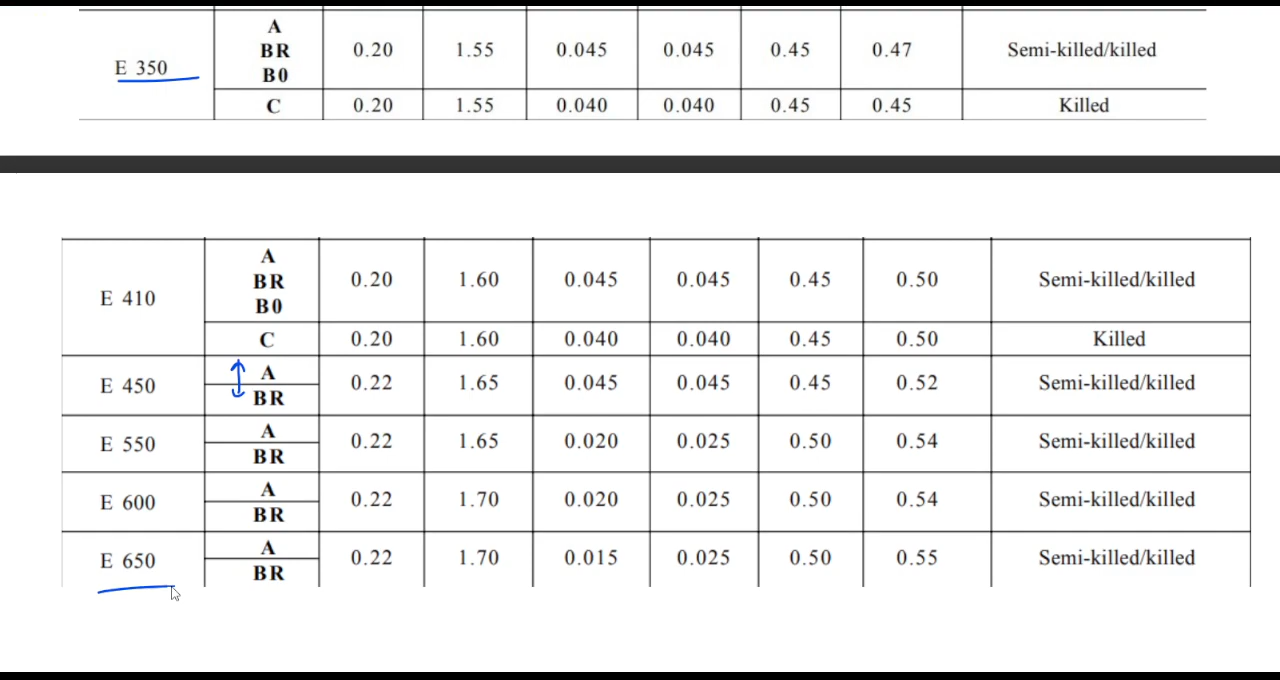 E 350 A BR B0 0.20 1.55 0.045 0.045 0.45 0.47 Semi-killed/killed
C 0.20 1.55 0.040 0.040 0.45 0.45 Killed
E 410 A BR B0 0.20 1.60 0.045 0.045 0.45 0.50 Semi-killed/killed
C 0.20 1.60 0.040 0.040 0.45 0.50 Killed
E 450 A BR 0.22 1.65 0.045 0.045 0.45 0.52 Semi-killed/killed
E 550 A BR 0.22 1.65 0.020 0.025 0.50 0.54 Semi-killed/killed
E 600 A BR 0.22 1.70 0.020 0.025 0.50 0.54 Semi-killed/killed
E 650 A BR 0.22 1.70 0.015 0.025 0.50 0.55 Semi-killed/killed